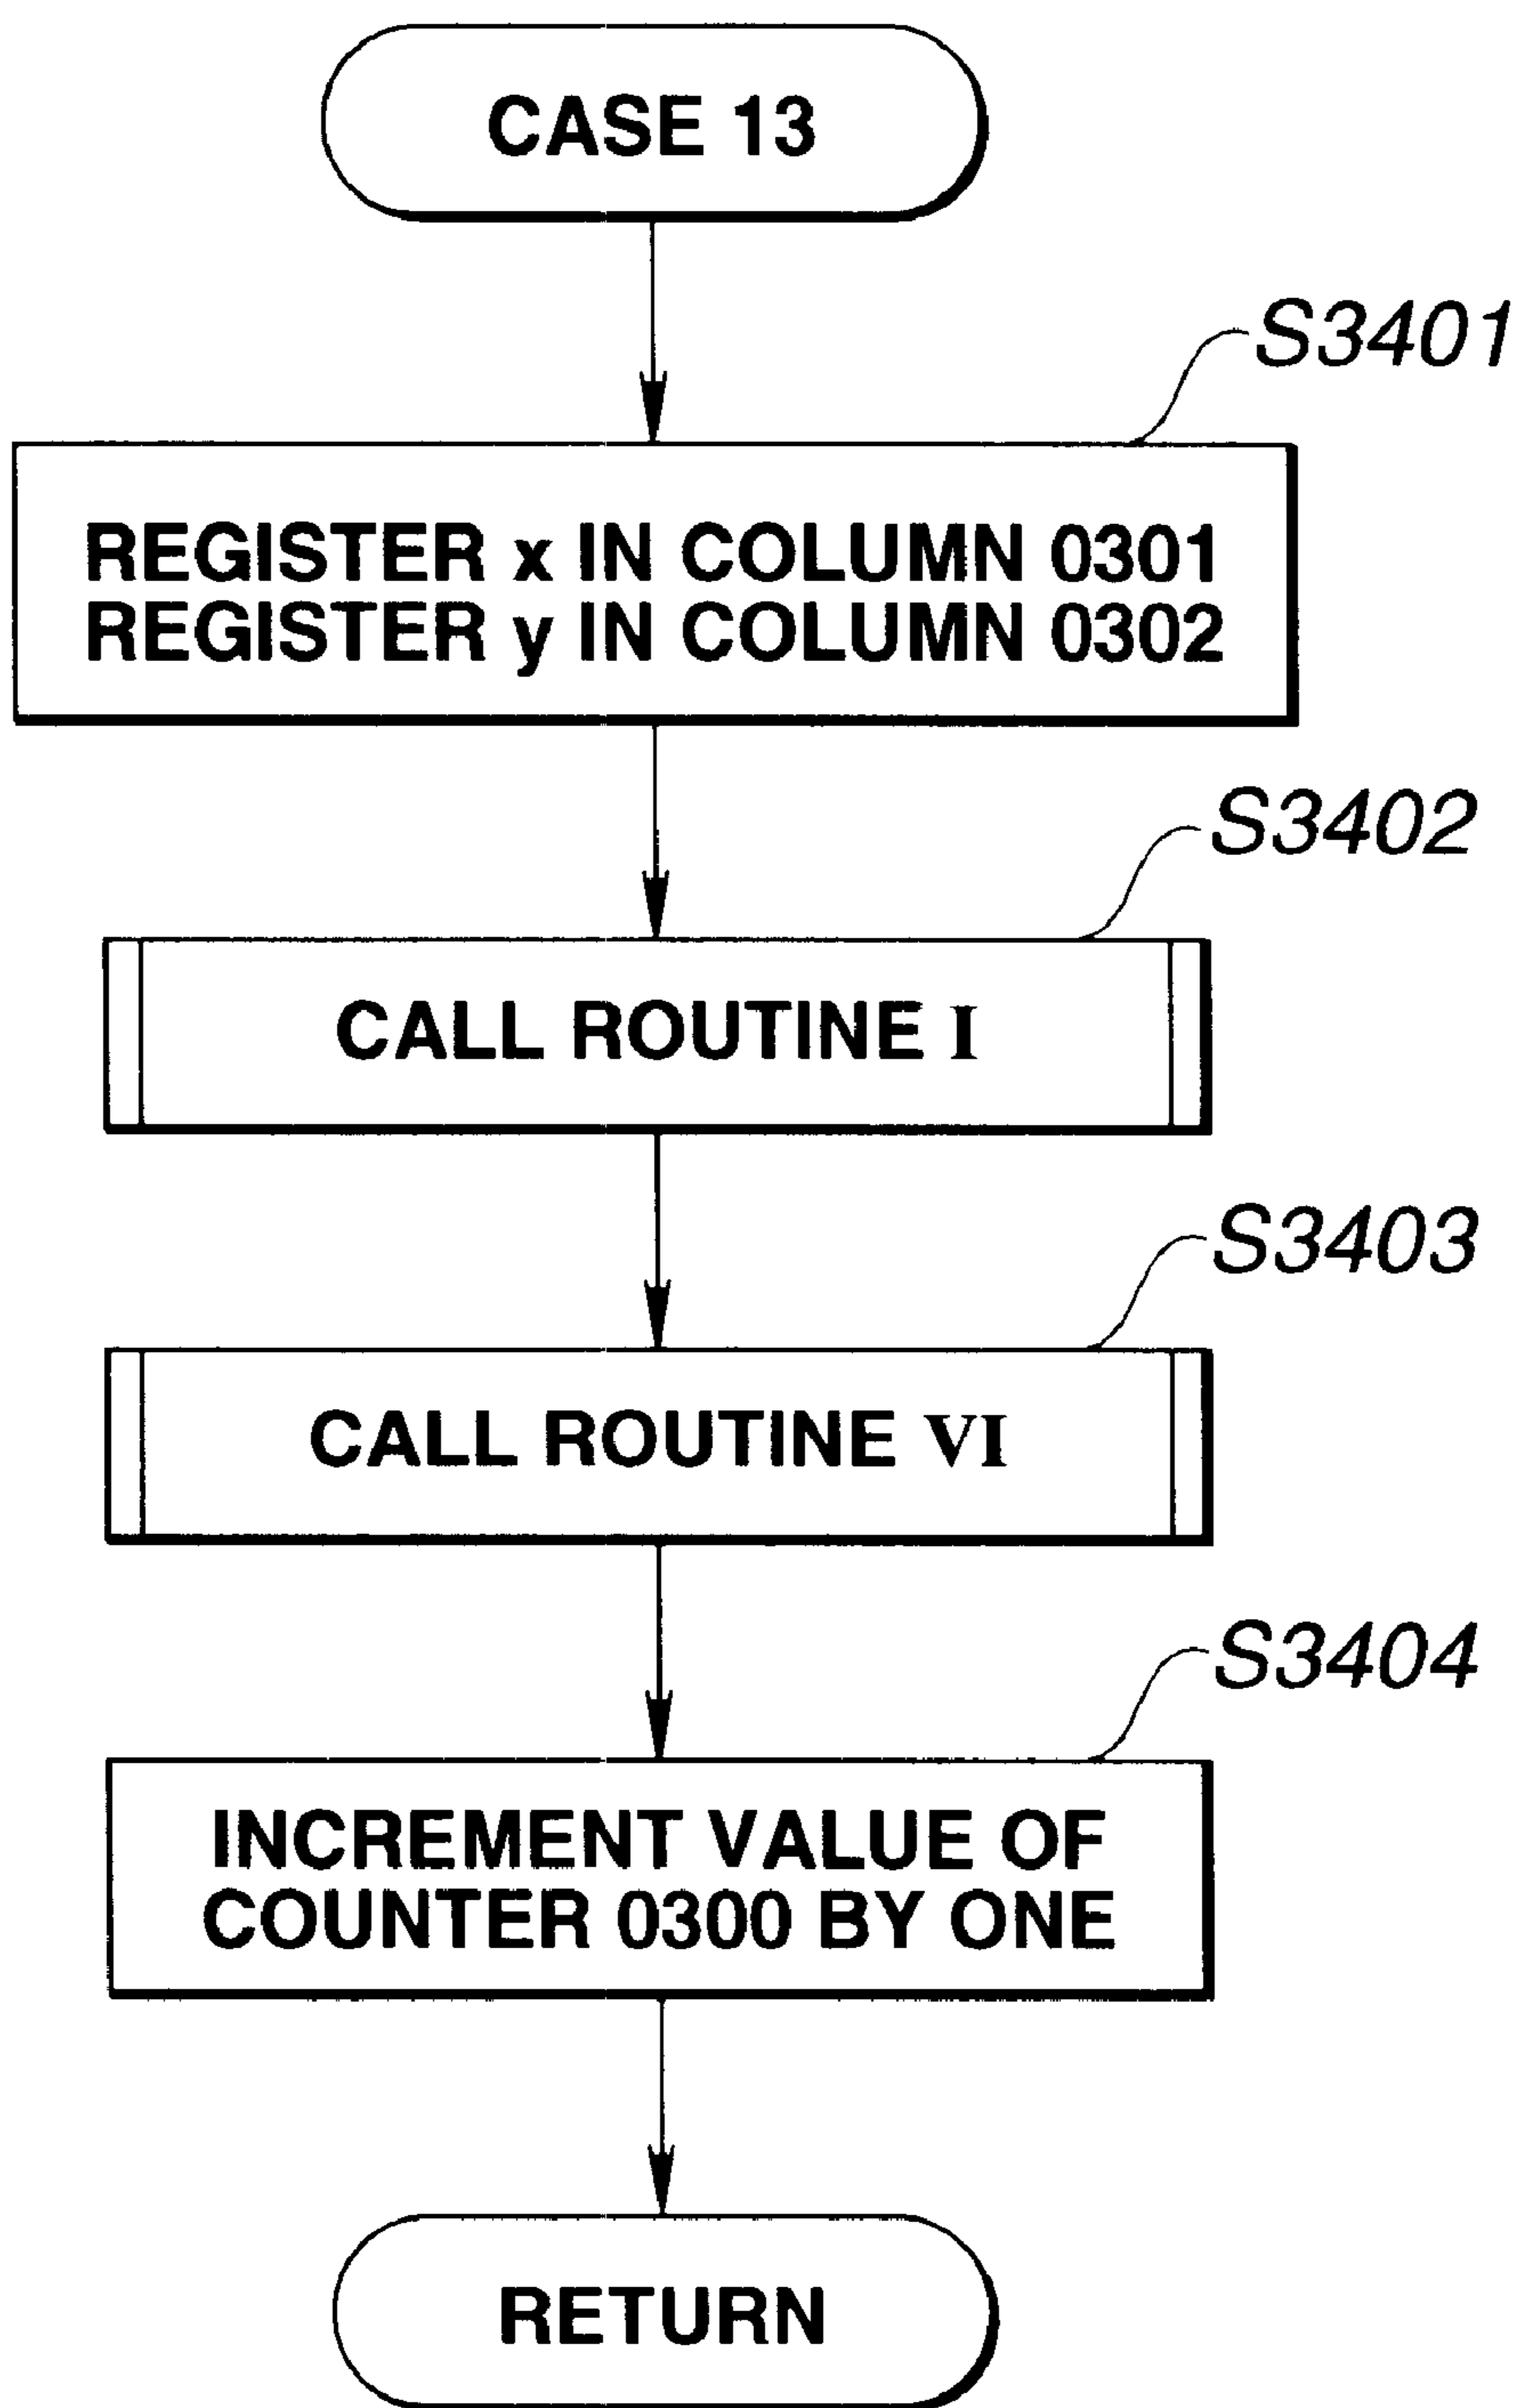 CASE 13
S3401
REGISTER x IN COLUMN 0301
REGISTER y IN COLUMN 0302
S3402
CALL ROUTINE I
S3403
CALL ROUTINE VI
S3404
INCREMENT VALUE OF
COUNTER 0300 BY ONE
RETURN